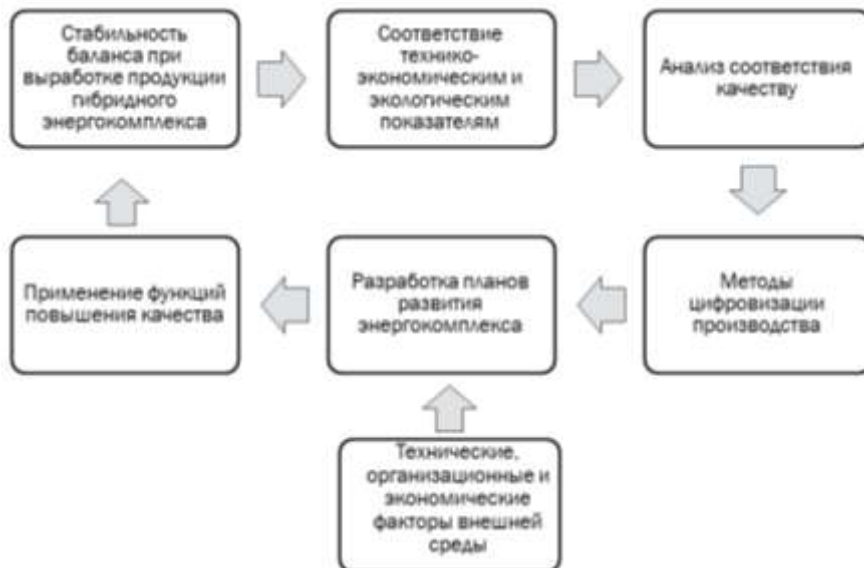 Стабильность
баланса при
выработке продукции
гибридного
энергокомплекса
Соответствие
технико-
экономическим и
экологическим
показателям
Анализ соответствия
качеству
Применение функций
повышения качества
Разработка планов
развития
энергокомплекса
Методы
цифровизации
производства
Технические,
организационные и
экономические
факторы внешней
среды